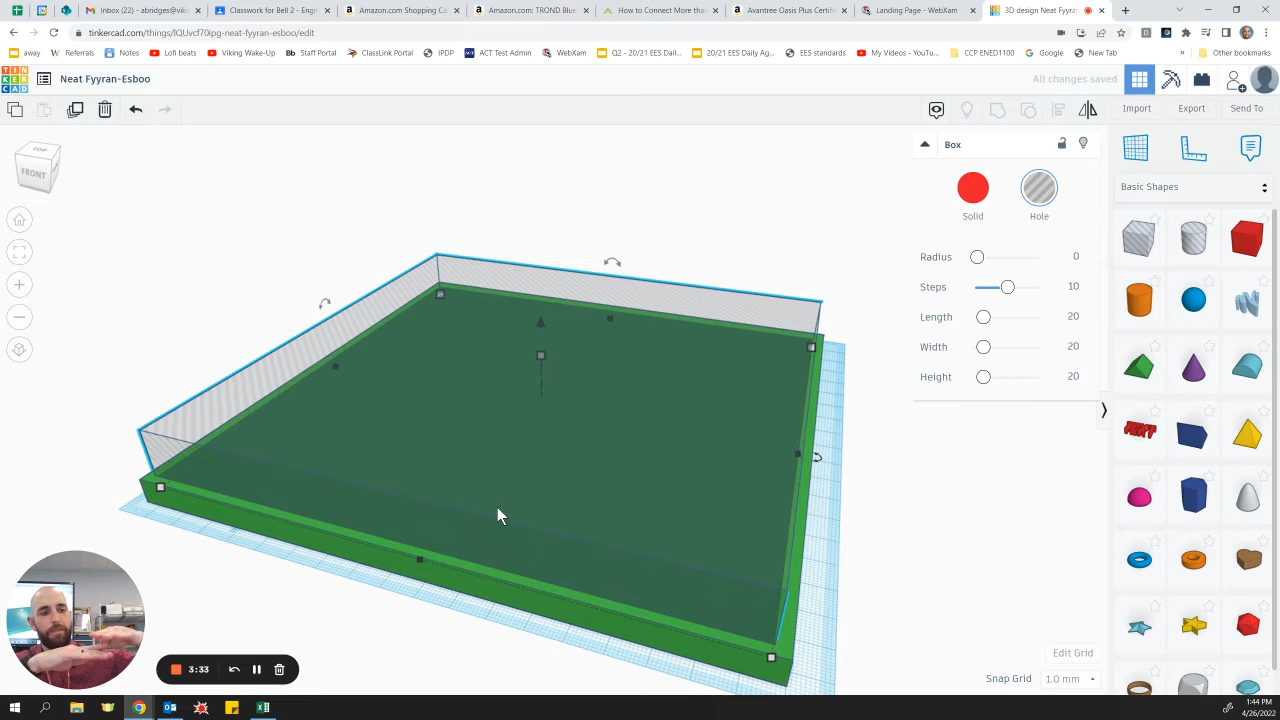 Inbox (22) - abridges@vikin
Classwork for Bell 2 - Engine
Amazon.com Shopping Ca
Amazon.com: TROND Blue
How to Connect More than
Avantree Oasis Plus Certifie
Landing Page - WebXam
3D design Neat Fyyran
tinkercad.com/things/lQUvcf70ipg-neat-fyyran-esboo/edit
away
Referrals
Notes
Lofi beats
Viking Wake-Up
Staff Portal
ClassLink Portal
IPDP
ACT Test Admin
WebXam
Q2 - 21/22 EES Dail...
20/21 EES Daily Ag...
EES standards
My Videos - YouTu...
CCP ENED1100
Google
New Tab
Other bookmarks
TIN
KER
CAD
Neat Fyyran-Esboo
All changes saved
Import
Export
Send To
TOP
FRONT
Box
Solid
Hole
Radius 0
Steps 10
Length 20
Width 20
Height 20
Basic Shapes
TEXT
3:33
Edit Grid
Snap Grid 1.0 mm
1:44 PM
4/26/2022